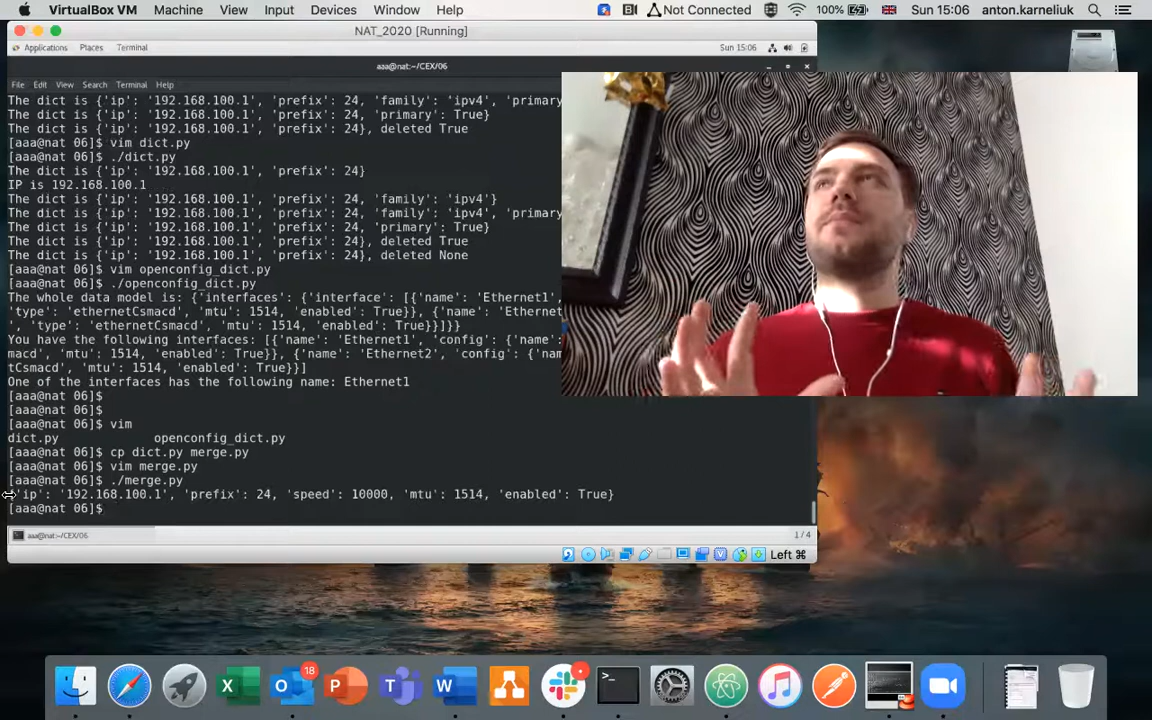 VirtualBox VM Machine View Input Devices Window Help Not Connected 100% Sun 15:06 anton.karneliuk
NAT_2020 [Running]
Applications Places Terminal Sun 15:06
aaa@nat:~/CEX/06
File Edit View Search Terminal Help
The dict is {'ip': '192.168.100.1', 'prefix': 24, 'family': 'ipv4', 'primary
The dict is {'ip': '192.168.100.1', 'prefix': 24, 'primary': True}
The dict is {'ip': '192.168.100.1', 'prefix': 24}, deleted True
[aaa@nat 06]$ vim dict.py
[aaa@nat 06]$ ./dict.py
The dict is {'ip': '192.168.100.1', 'prefix': 24}
IP is 192.168.100.1
The dict is {'ip': '192.168.100.1', 'prefix': 24, 'family': 'ipv4'}
The dict is {'ip': '192.168.100.1', 'prefix': 24, 'family': 'ipv4', 'primary
The dict is {'ip': '192.168.100.1', 'prefix': 24, 'primary': True}
The dict is {'ip': '192.168.100.1', 'prefix': 24}, deleted True
The dict is {'ip': '192.168.100.1', 'prefix': 24}, deleted None
[aaa@nat 06]$ vim openconfig_dict.py
[aaa@nat 06]$ ./openconfig_dict.py
The whole data model is: {'interfaces': {'interface': [{'name': 'Ethernet1',
'type': 'ethernetCsmacd', 'mtu': 1514, 'enabled': True}}, {'name': 'Ethernet
', 'type': 'ethernetCsmacd', 'mtu': 1514, 'enabled': True}}]}}
You have the following interfaces: [{'name': 'Ethernet1', 'config': {'name':
macd', 'mtu': 1514, 'enabled': True}}, {'name': 'Ethernet2', 'config': {'nam
tCsmacd', 'mtu': 1514, 'enabled': True}}]
One of the interfaces has the following name: Ethernet1
[aaa@nat 06]$
[aaa@nat 06]$
[aaa@nat 06]$ vim
dict.py openconfig_dict.py
[aaa@nat 06]$ cp dict.py merge.py
[aaa@nat 06]$ vim merge.py
[aaa@nat 06]$ ./merge.py
'ip': '192.168.100.1', 'prefix': 24, 'speed': 10000, 'mtu': 1514, 'enabled': True}
[aaa@nat 06]$
aaa@nat:~/CEX/06 1 / 4
Left ⌘
18